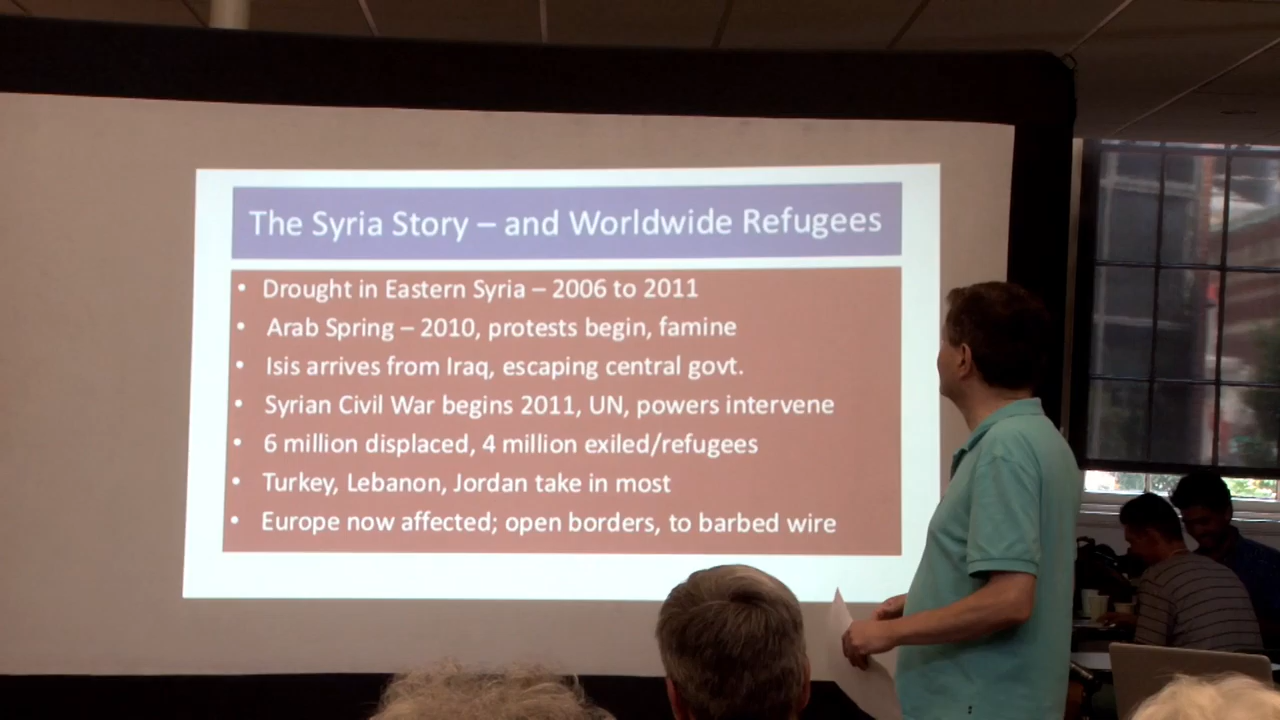 The Syria Story – and Worldwide Refugees
• Drought in Eastern Syria – 2006 to 2011
• Arab Spring – 2010, protests begin, famine
• Isis arrives from Iraq, escaping central govt.
• Syrian Civil War begins 2011, UN, powers intervene
• 6 million displaced, 4 million exiled/refugees
• Turkey, Lebanon, Jordan take in most
• Europe now affected; open borders, to barbed wire